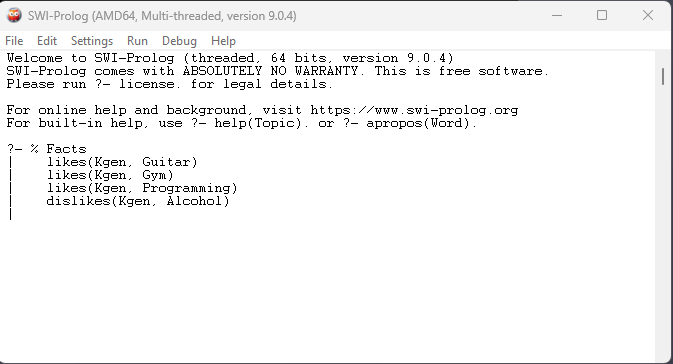 SWI-Prolog (AMD64, Multi-threaded, version 9.0.4)
File Edit Settings Run Debug Help
Welcome to SWI-Prolog (threaded, 64 bits, version 9.0.4)
SWI-Prolog comes with ABSOLUTELY NO WARRANTY. This is free software.
Please run ?- license. for legal details.
For online help and background, visit https://www.swi-prolog.org
For built-in help, use ?- help(Topic). or ?- apropos(Word).
?- % Facts
|    likes(Kgen, Guitar)
|    likes(Kgen, Gym)
|    likes(Kgen, Programming)
|    dislikes(Kgen, Alcohol)
|